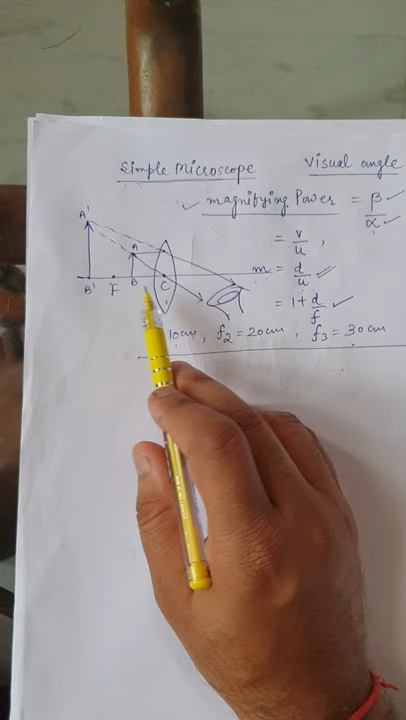 Simple Microscope Visual angle
magnifying Power = β/α
= v/u ,
m = d/u
= 1+d/f
A'
A
B' F B C
10cm, f2 = 20cm, f3 = 30cm